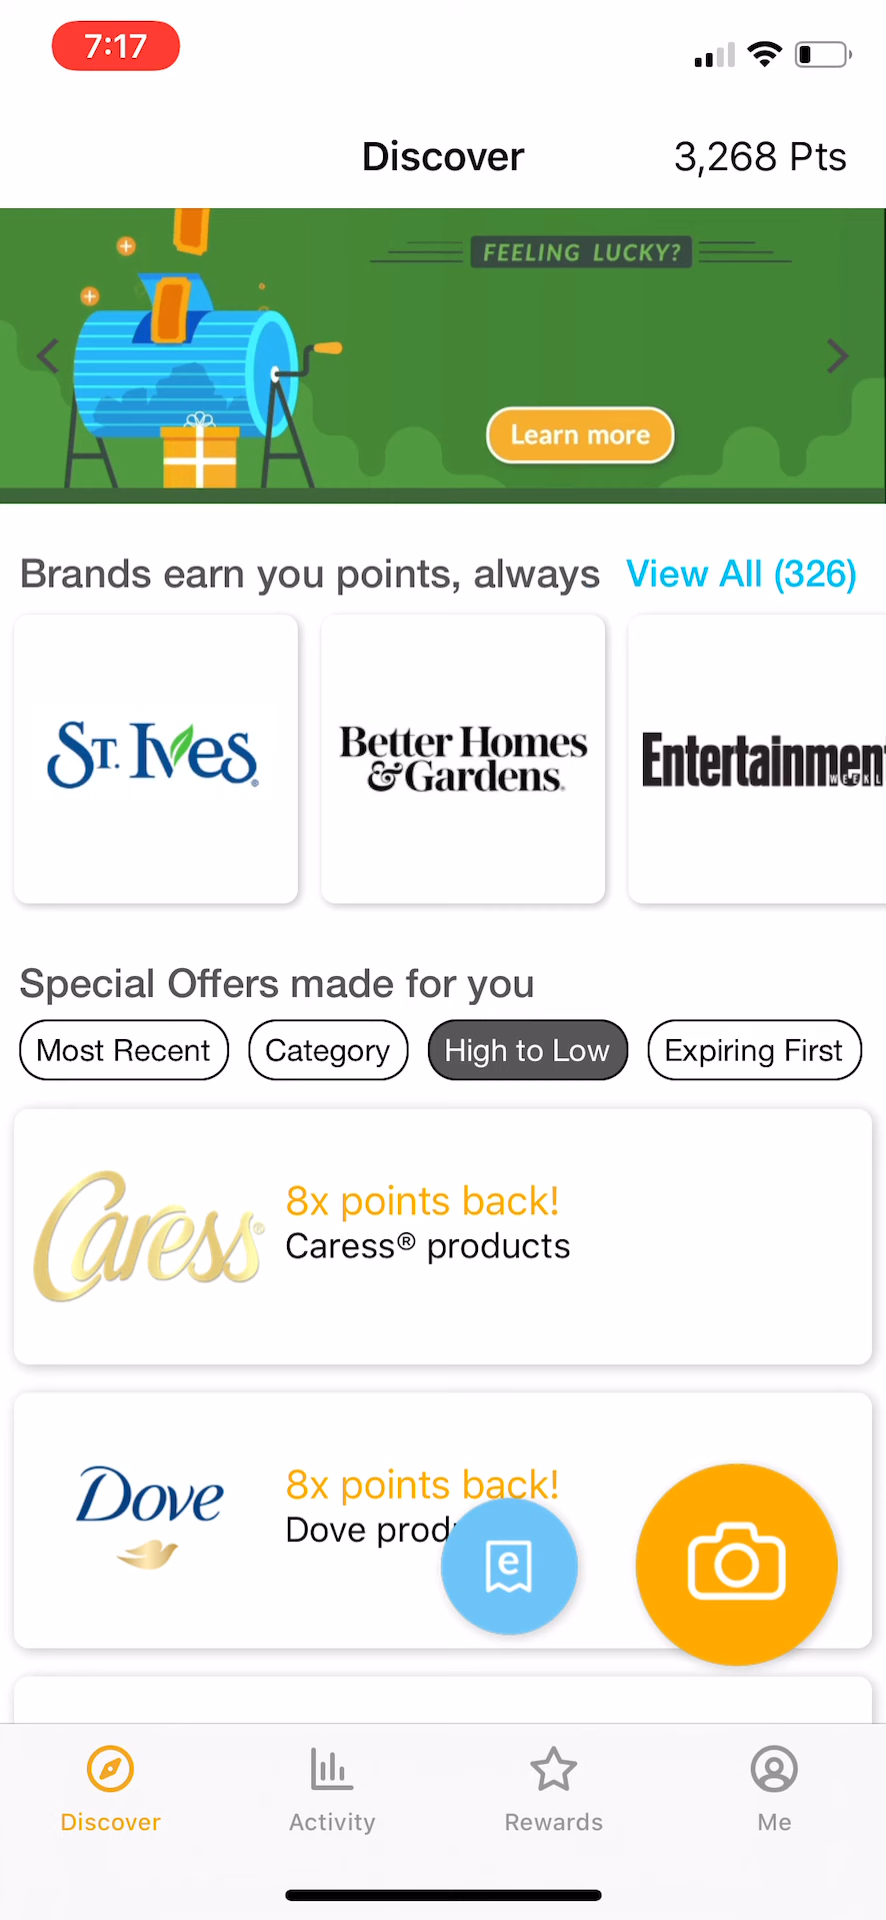 7:17
Discover
3,268 Pts
FEELING LUCKY?
Learn more
Brands earn you points, always
View All (326)
ST. IVES®
Better Homes
&Gardens®
Entertainmen
WEEKL
Special Offers made for you
Most Recent
Category
High to Low
Expiring First
Caress®
8x points back!
Caress® products
Dove
8x points back!
Dove prod
e
Discover
Activity
Rewards
Me